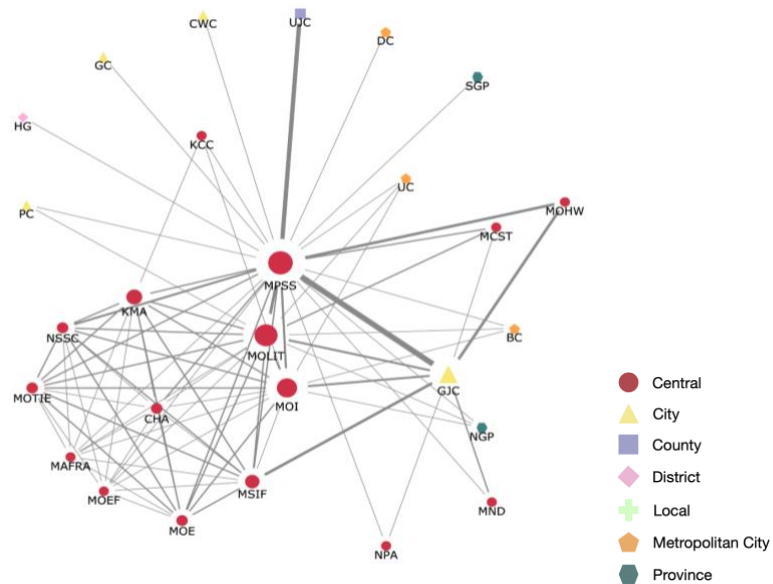 CWC
UJC
DC
GC
SGP
HG
KCC
UC
PC
MOHW
MCST
MPSS
KMA
NSSC
MOLIT
BC
MOTIE
MOI
GJC
CHA
NGP
MAFRA
MOEF
MSIF
MOE
MND
NPA
Central
City
County
District
Local
Metropolitan City
Province